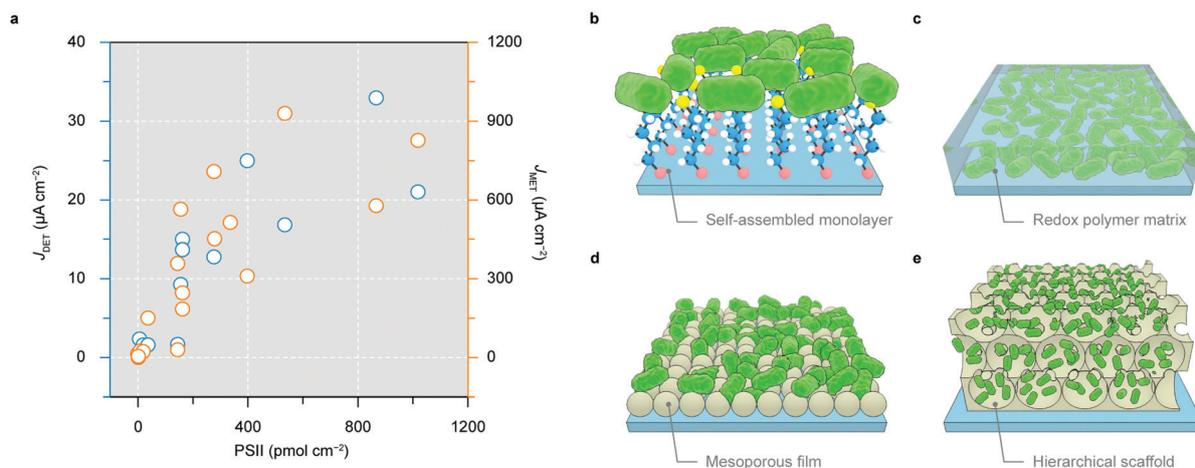 a
40
30
20
10
0
J_DET (μA cm⁻²)
1200
900
600
300
0
J_MET (μA cm⁻²)
0
400
800
1200
PSII (pmol cm⁻²)
b
Self-assembled monolayer
c
Redox polymer matrix
d
Mesoporous film
e
Hierarchical scaffold